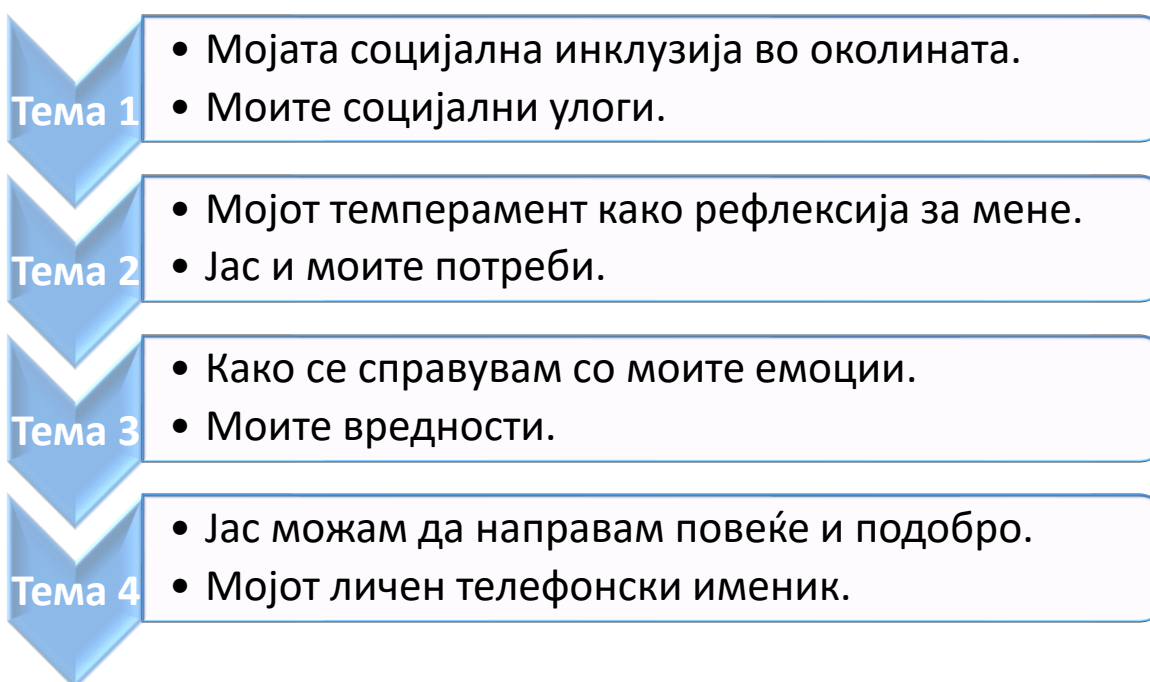 Тема 1
• Мојата социјална инклузија во околината.
• Моите социјални улоги.
Тема 2
• Мојот темперамент како рефлексија за мене.
• Јас и моите потреби.
Тема 3
• Како се справувам со моите емоции.
• Моите вредности.
Тема 4
• Јас можам да направам повеќе и подобро.
• Мојот личен телефонски именик.